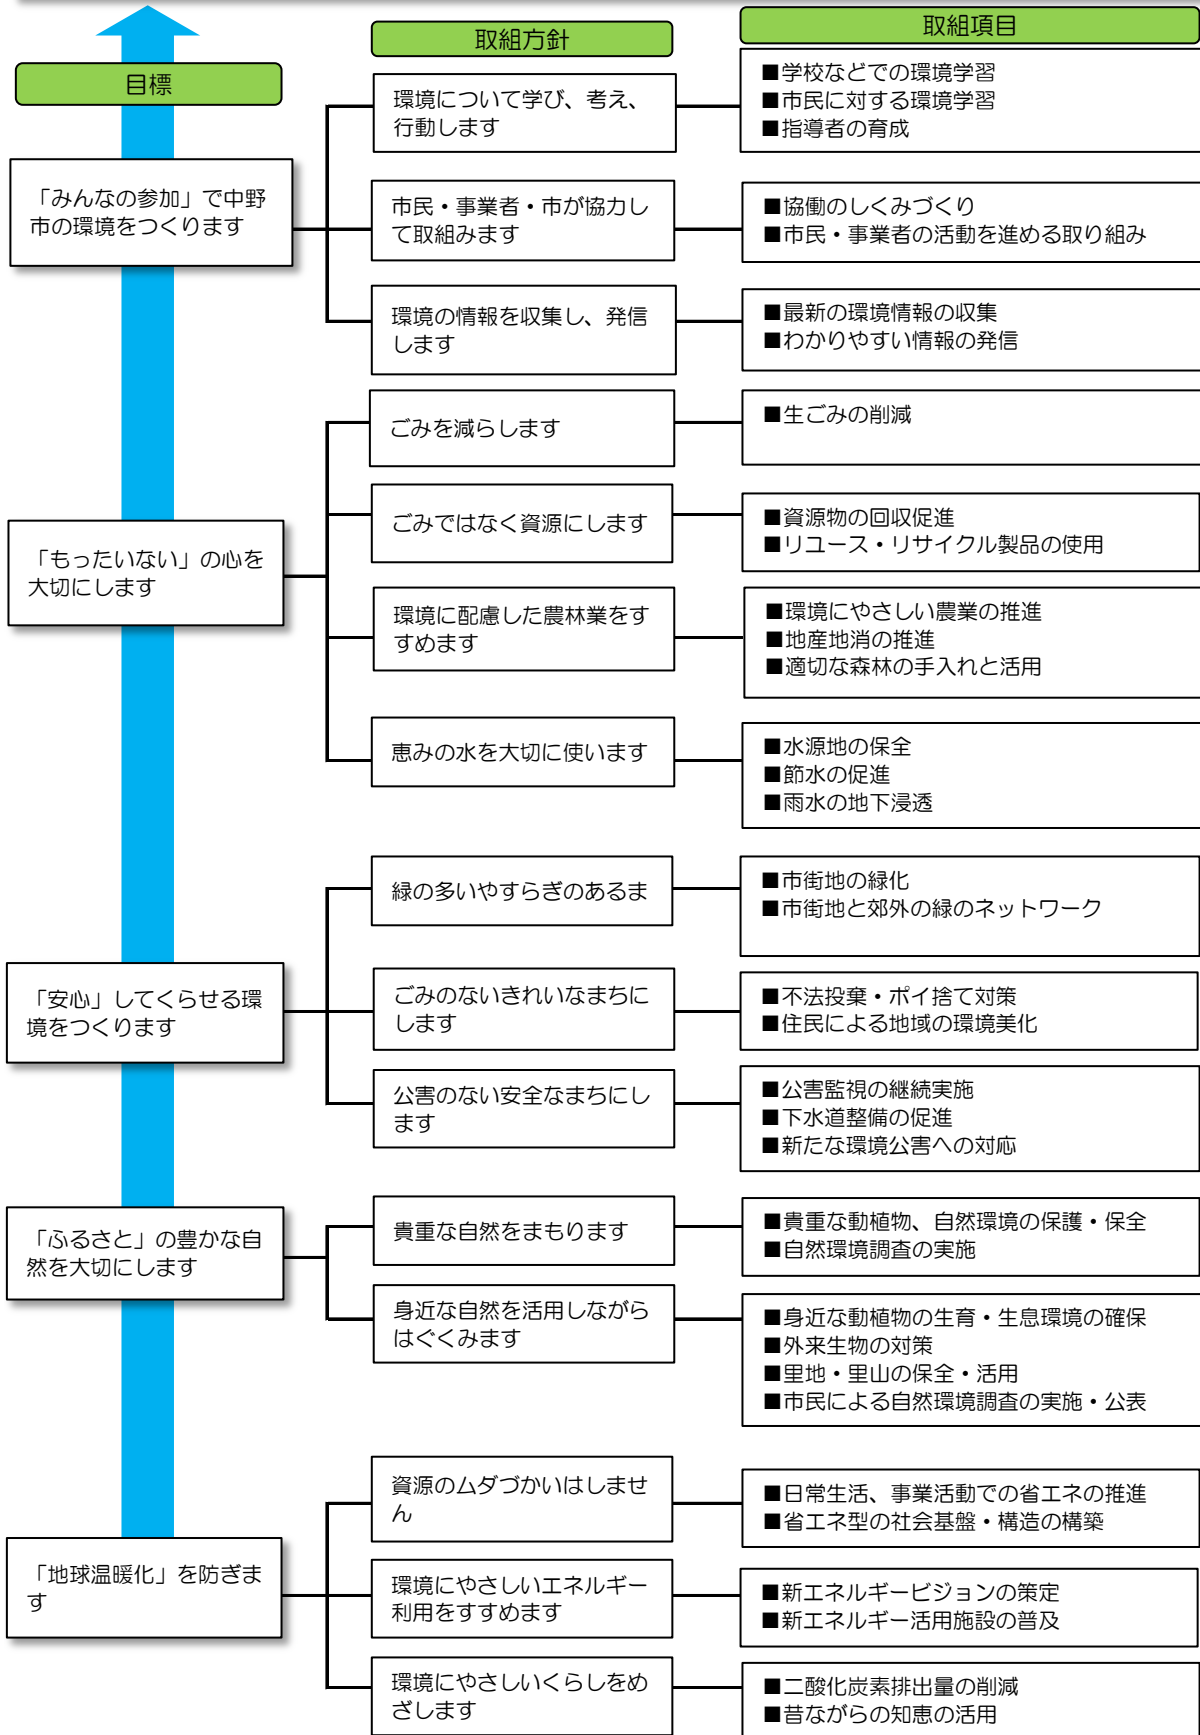 取組方針
取組項目
目標
環境について学び、考え、
行動します
■学校などでの環境学習
■市民に対する環境学習
■指導者の育成
「みんなの参加」で中野
市の環境をつくります
市民・事業者・市が協力し
て取組みます
■協働のしくみづくり
■市民・事業者の活動を進める取り組み
環境の情報を収集し、発信
します
■最新の環境情報の収集
■わかりやすい情報の発信
ごみを減らします
■生ごみの削減
「もったいない」の心を
大切にします
ごみではなく資源にします
■資源物の回収促進
■リユース・リサイクル製品の使用
環境に配慮した農林業をす
すめます
■環境にやさしい農業の推進
■地産地消の推進
■適切な森林の手入れと活用
恵みの水を大切に使います
■水源地の保全
■節水の促進
■雨水の地下浸透
緑の多いやすらぎのあるま
■市街地の緑化
■市街地と郊外の緑のネットワーク
「安心」してくらせる環
境をつくります
ごみのないきれいなまちに
します
■不法投棄・ポイ捨て対策
■住民による地域の環境美化
公害のない安全なまちにし
ます
■公害監視の継続実施
■下水道整備の促進
■新たな環境公害への対応
「ふるさと」の豊かな自
然を大切にします
貴重な自然をまもります
■貴重な動植物、自然環境の保護・保全
■自然環境調査の実施
身近な自然を活用しながら
はぐくみます
■身近な動植物の生育・生息環境の確保
■外来生物の対策
■里地・里山の保全・活用
■市民による自然環境調査の実施・公表
資源のムダづかいはしませ
ん
■日常生活、事業活動での省エネの推進
■省エネ型の社会基盤・構造の構築
「地球温暖化」を防ぎま
す
環境にやさしいエネルギー
利用をすすめます
■新エネルギービジョンの策定
■新エネルギー活用施設の普及
環境にやさしいくらしをめ
ざします
■二酸化炭素排出量の削減
■昔ながらの知恵の活用